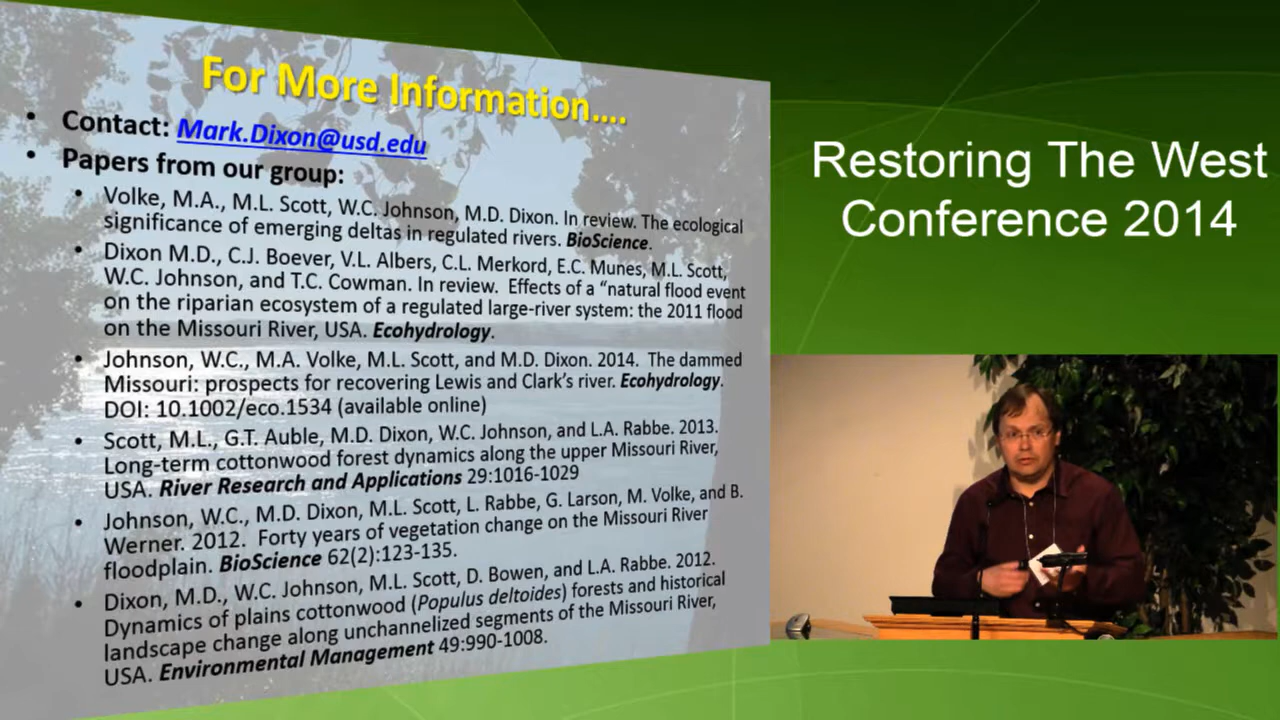 For More Information....
• Contact: Mark.Dixon@usd.edu
• Papers from our group:
• Volke, M.A., M.L. Scott, W.C. Johnson, M.D. Dixon. In review. The ecological
significance of emerging deltas in regulated rivers. BioScience.
• Dixon M.D., C.J. Boever, V.L. Albers, C.L. Merkord, E.C. Munes, M.L. Scott,
W.C. Johnson, and T.C. Cowman. In review. Effects of a “natural flood event
on the riparian ecosystem of a regulated large-river system: the 2011 flood
on the Missouri River, USA. Ecohydrology.
• Johnson, W.C., M.A. Volke, M.L. Scott, and M.D. Dixon. 2014. The dammed
Missouri: prospects for recovering Lewis and Clark’s river. Ecohydrology.
DOI: 10.1002/eco.1534 (available online)
• Scott, M.L., G.T. Auble, M.D. Dixon, W.C. Johnson, and L.A. Rabbe. 2013.
Long-term cottonwood forest dynamics along the upper Missouri River,
USA. River Research and Applications 29:1016-1029
• Johnson, W.C., M.D. Dixon, M.L. Scott, L. Rabbe, G. Larson, M. Volke, and B.
Werner. 2012. Forty years of vegetation change on the Missouri River
floodplain. BioScience 62(2):123-135.
• Dixon, M.D., W.C. Johnson, M.L. Scott, D. Bowen, and L.A. Rabbe. 2012.
Dynamics of plains cottonwood (Populus deltoides) forests and historical
landscape change along unchannelized segments of the Missouri River,
USA. Environmental Management 49:990-1008.
Restoring The West
Conference 2014